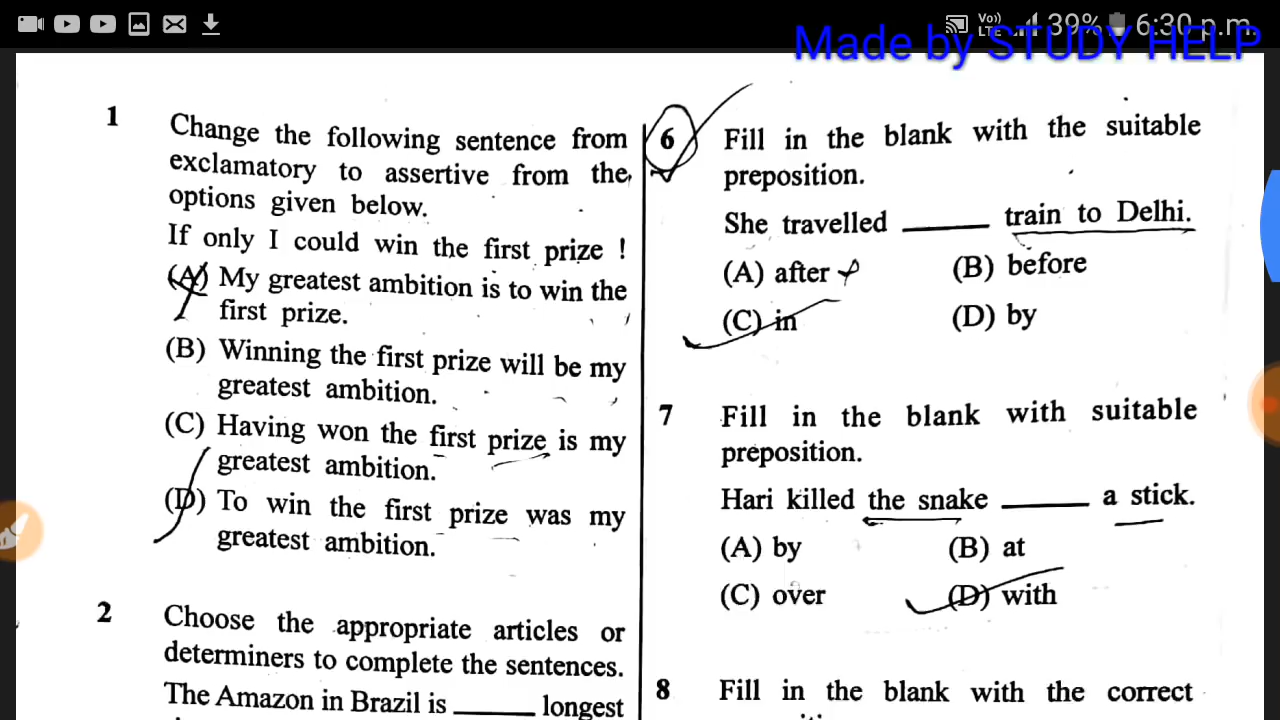 Vo)) LTE 39% 6:30 p.m.
Made by STUDY HELP
1 Change the following sentence from
exclamatory to assertive from the
options given below.
If only I could win the first prize !
(A) My greatest ambition is to win the
first prize.
(B) Winning the first prize will be my
greatest ambition.
(C) Having won the first prize is my
greatest ambition.
(D) To win the first prize was my
greatest ambition.
2 Choose the appropriate articles or
determiners to complete the sentences.
The Amazon in Brazil is ______ longest
6 Fill in the blank with the suitable
preposition.
She travelled ______ train to Delhi.
(A) after (B) before
(C) in (D) by
7 Fill in the blank with suitable
preposition.
Hari killed the snake ______ a stick.
(A) by (B) at
(C) over (D) with
8 Fill in the blank with the correct